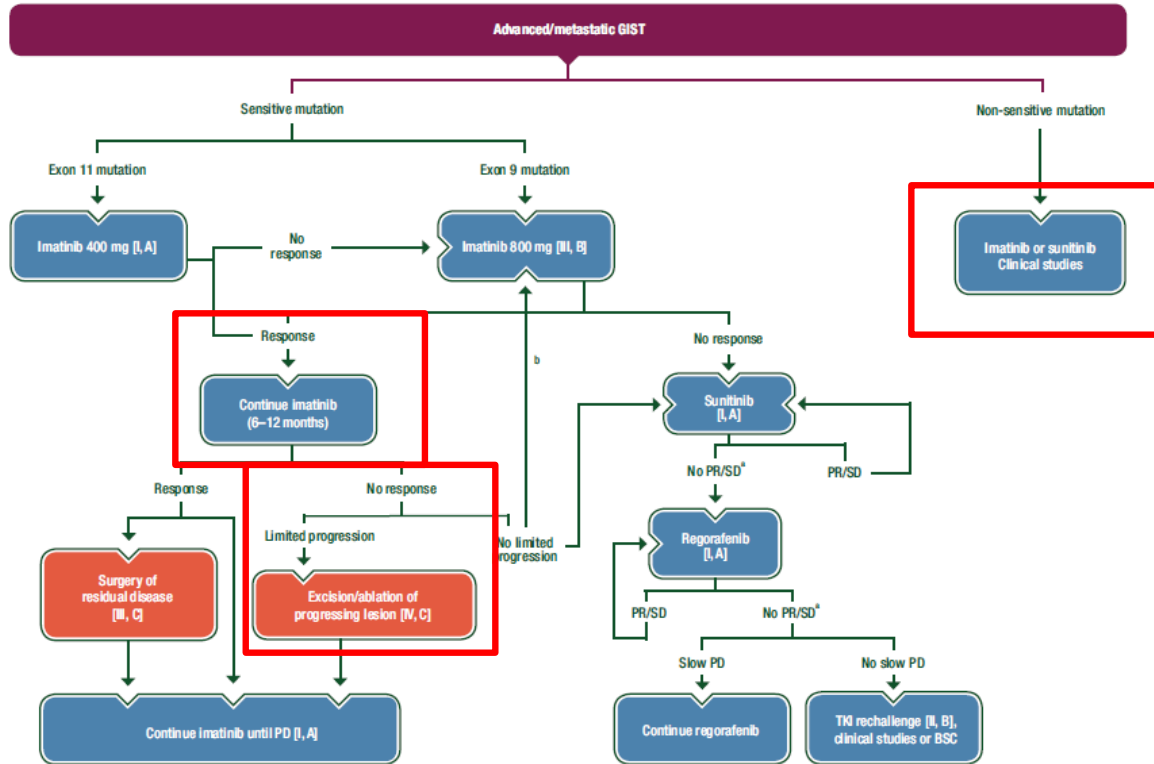 Advanced/metastatic GIST
Sensitive mutation
Non-sensitive mutation
Exon 11 mutation
Exon 9 mutation
Imatinib 400 mg [I, A]
No
response
Imatinib 800 mg [III, B]
Imatinib or sunitinib
Clinical studies
Response
b
No response
Continue imatinib
(6–12 months)
Sunitinib
[I, A]
No PR/SDa
PR/SD
Response
No response
Limited progression
No limited
progression
Regorafenib
[I, A]
Surgery of
residual disease
[III, C]
Excision/ablation of
progressing lesion [IV, C]
PR/SD
No PR/SDa
Slow PD
No slow PD
Continue imatinib until PD [I, A]
Continue regorafenib
TKI rechallenge [II, B],
clinical studies or BSC